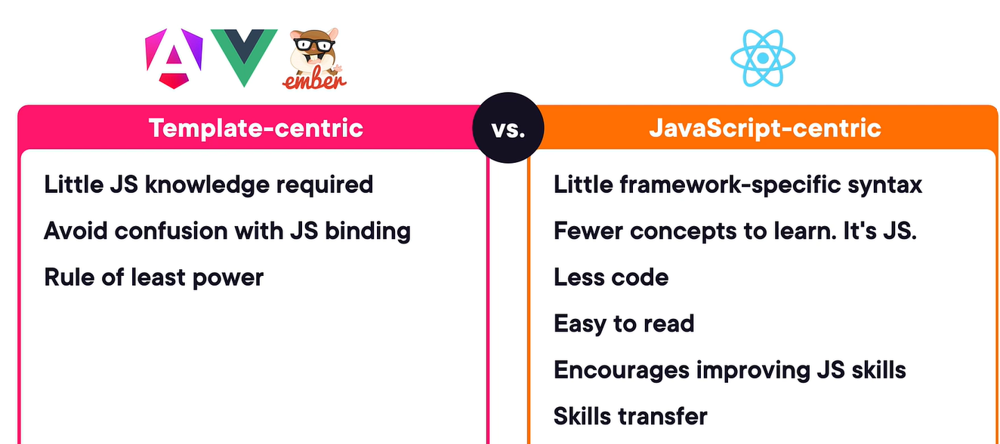 ember
Template-centric
vs.
JavaScript-centric
Little JS knowledge required
Avoid confusion with JS binding
Rule of least power
Little framework-specific syntax
Fewer concepts to learn. It's JS.
Less code
Easy to read
Encourages improving JS skills
Skills transfer